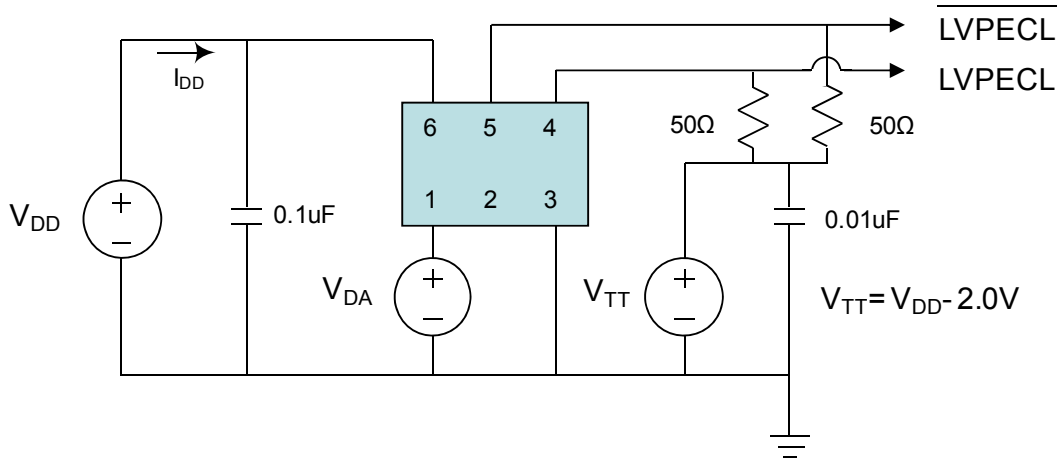 LVPECL
I_DD
LVPECL
6 5 4
50Ω 50Ω
1 2 3
V_DD
0.1uF
0.01uF
V_DA
V_TT
V_TT= V_DD- 2.0V